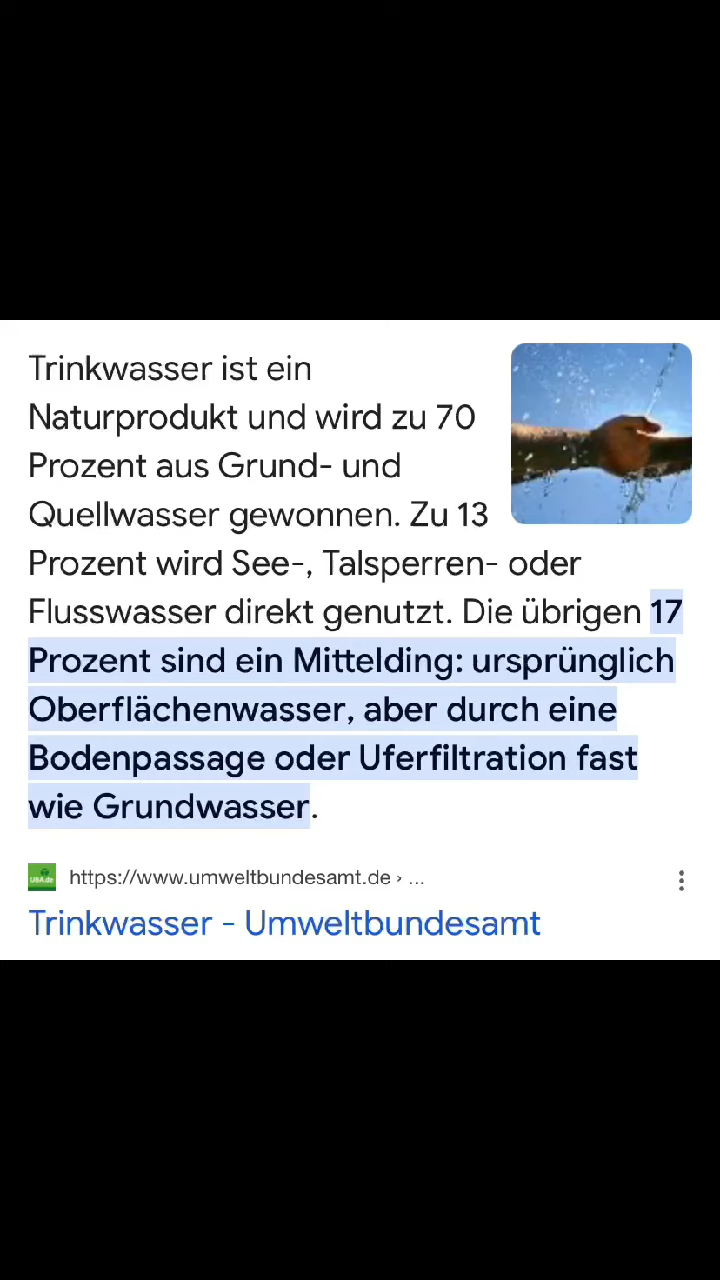 Trinkwasser ist ein
Naturprodukt und wird zu 70
Prozent aus Grund- und
Quellwasser gewonnen. Zu 13
Prozent wird See-, Talsperren- oder
Flusswasser direkt genutzt. Die übrigen 17
Prozent sind ein Mittelding: ursprünglich
Oberflächenwasser, aber durch eine
Bodenpassage oder Uferfiltration fast
wie Grundwasser.
UBA.de
https://www.umweltbundesamt.de › ...
Trinkwasser - Umweltbundesamt